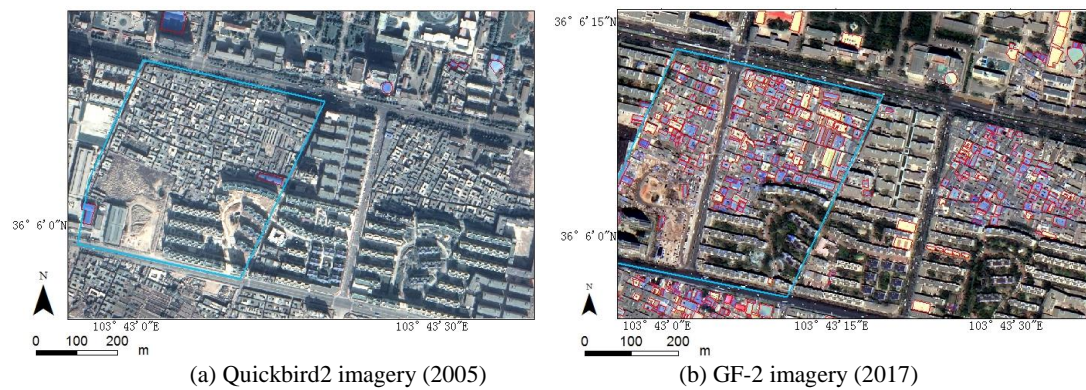 36° 6′15″N
36° 6′0″N
36° 6′0″N
N
N
103° 43′0″E
103° 43′30″E
103° 43′0″E
103° 43′15″E
103° 43′30″E
0 100 200 m
0 100 200 m
(a) Quickbird2 imagery (2005)
(b) GF-2 imagery (2017)